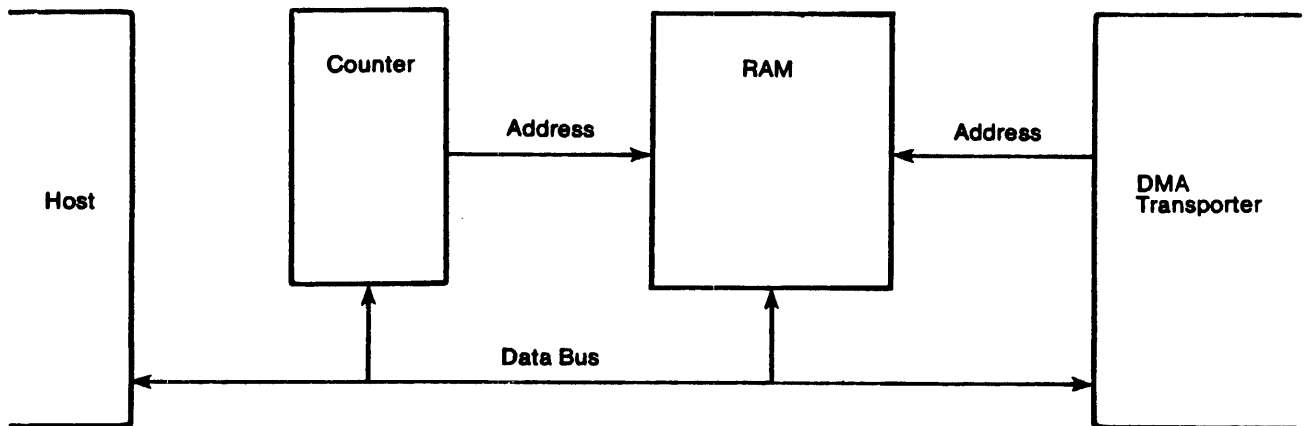 Counter
RAM
Address
Address
Host
DMA
Transporter
Data Bus